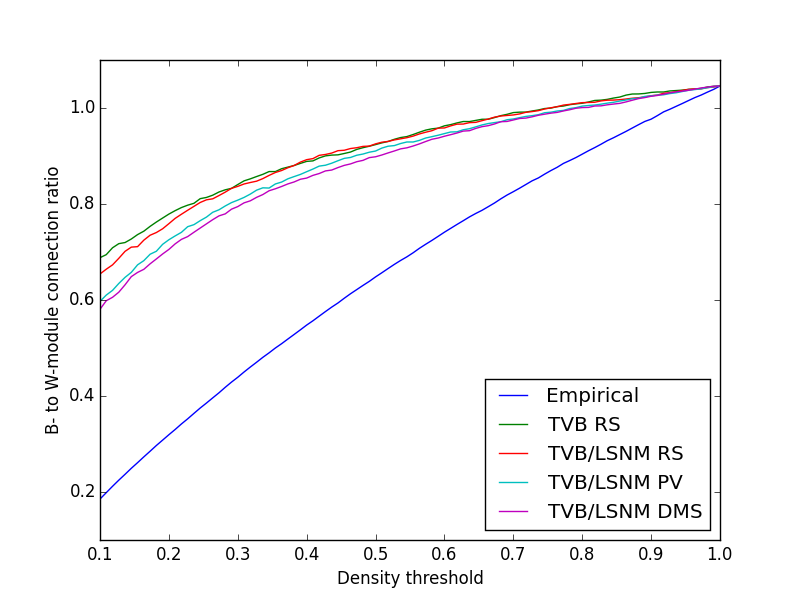 B- to W-module connection ratio
1.0
0.8
0.6
0.4
0.2
Empirical
TVB RS
TVB/LSNM RS
TVB/LSNM PV
TVB/LSNM DMS
0.1 0.2 0.3 0.4 0.5 0.6 0.7 0.8 0.9 1.0
Density threshold